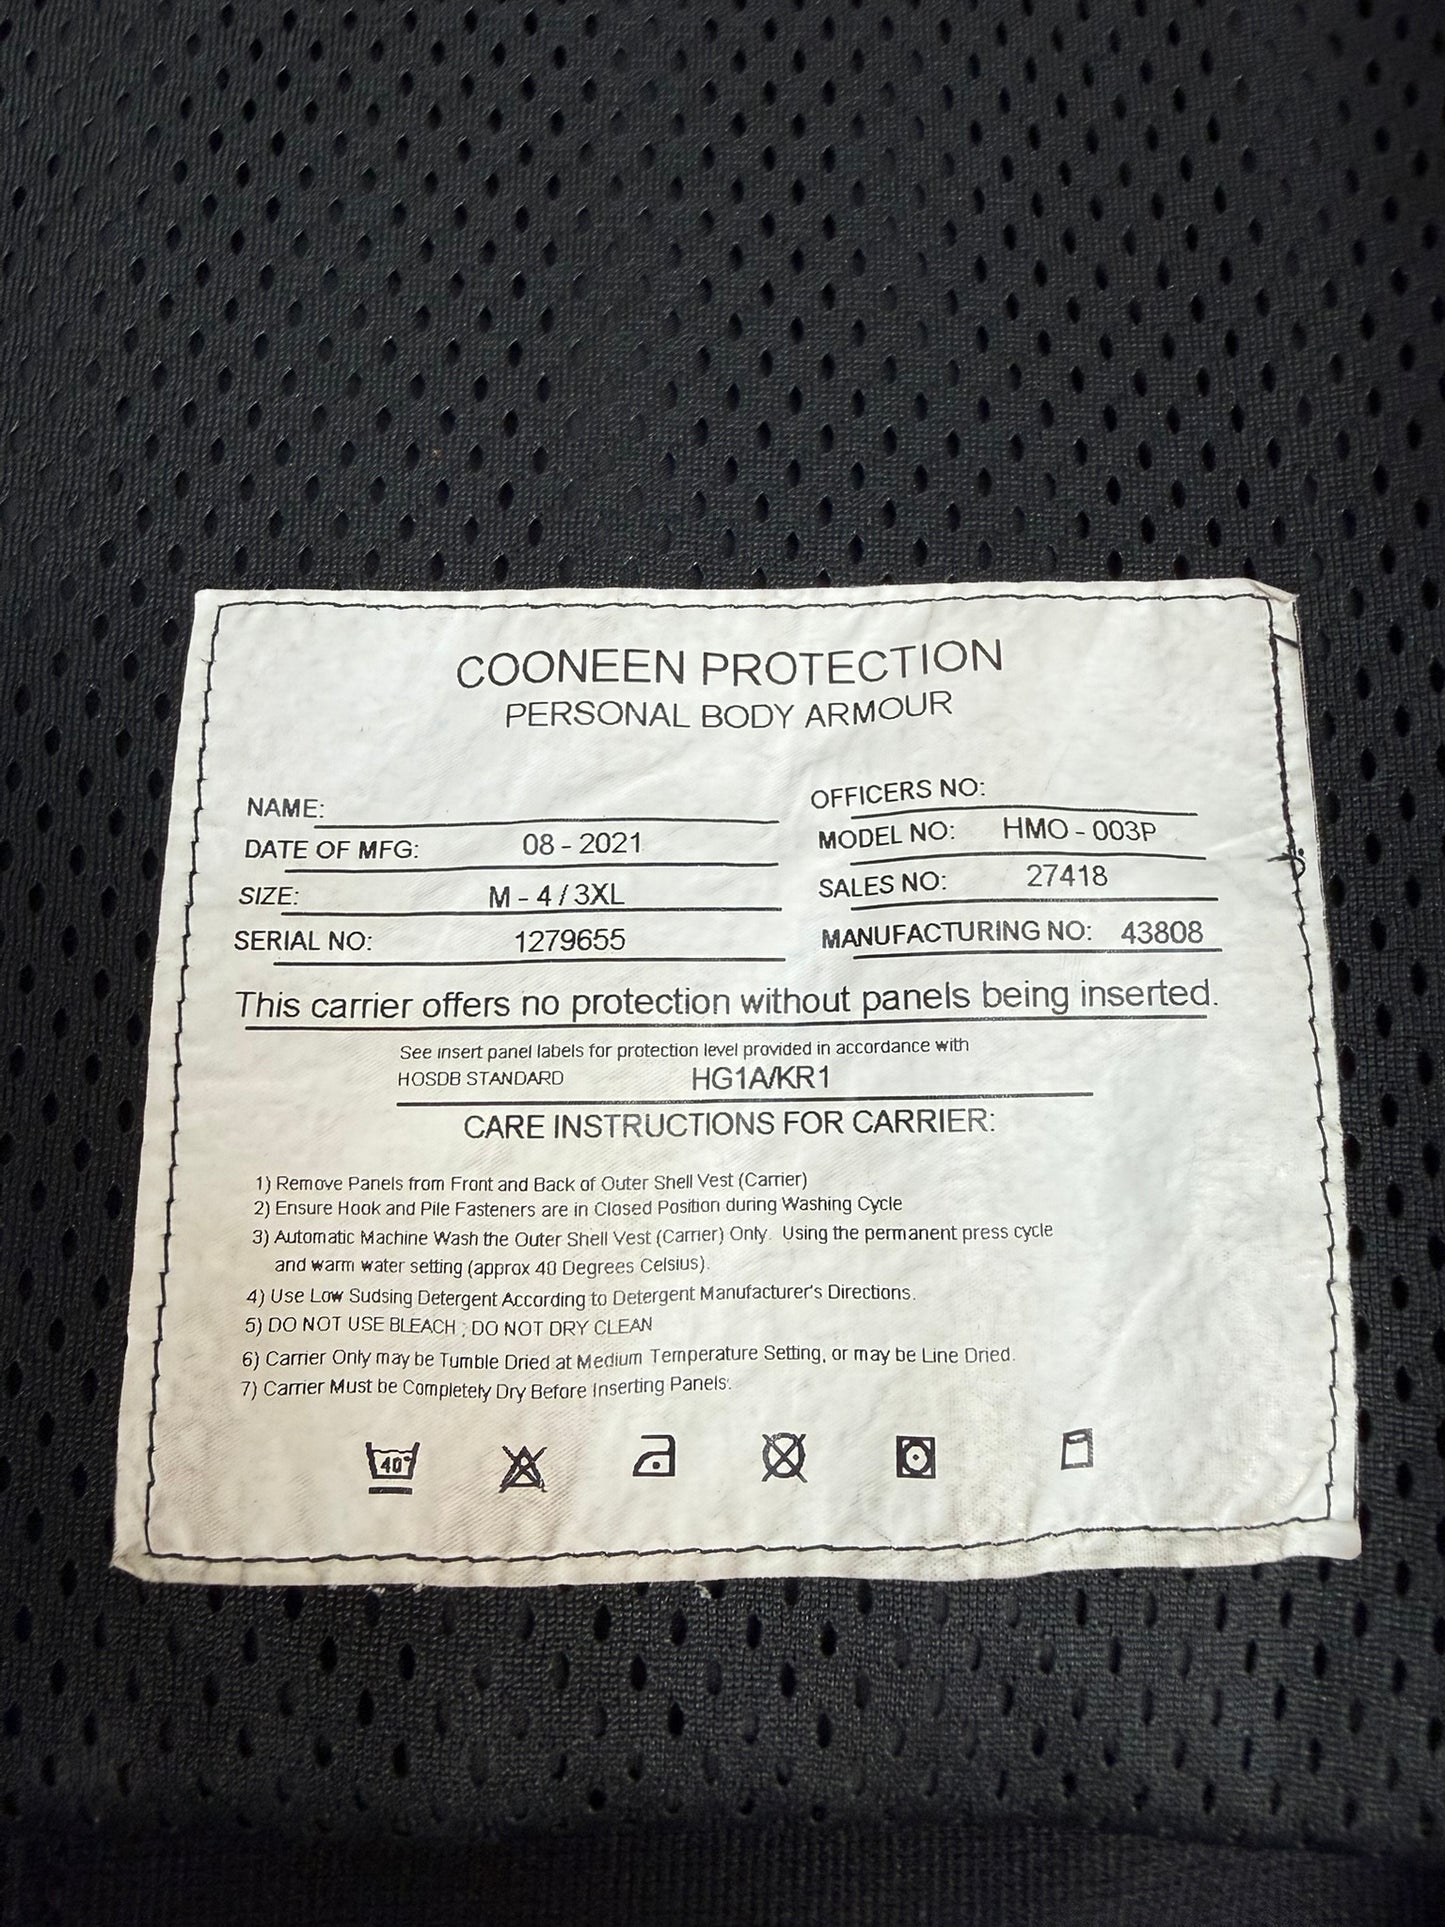 COONEEN PROTECTION
PERSONAL BODY ARMOUR
NAME:
DATE OF MFG: 08 - 2021
SIZE: M - 4 / 3XL
SERIAL NO: 1279655
OFFICERS NO:
MODEL NO: HMO - 003P
SALES NO: 27418
MANUFACTURING NO: 43808
This carrier offers no protection without panels being inserted.
See insert panel labels for protection level provided in accordance with
HOSDB STANDARD HG1A/KR1
CARE INSTRUCTIONS FOR CARRIER:
1) Remove Panels from Front and Back of Outer Shell Vest (Carrier)
2) Ensure Hook and Pile Fasteners are in Closed Position during Washing Cycle
3) Automatic Machine Wash the Outer Shell Vest (Carrier) Only. Using the permanent press cycle
and warm water setting (approx 40 Degrees Celsius).
4) Use Low Sudsing Detergent According to Detergent Manufacturer's Directions.
5) DO NOT USE BLEACH ; DO NOT DRY CLEAN
6) Carrier Only may be Tumble Dried at Medium Temperature Setting, or may be Line Dried.
7) Carrier Must be Completely Dry Before Inserting Panels.
40°